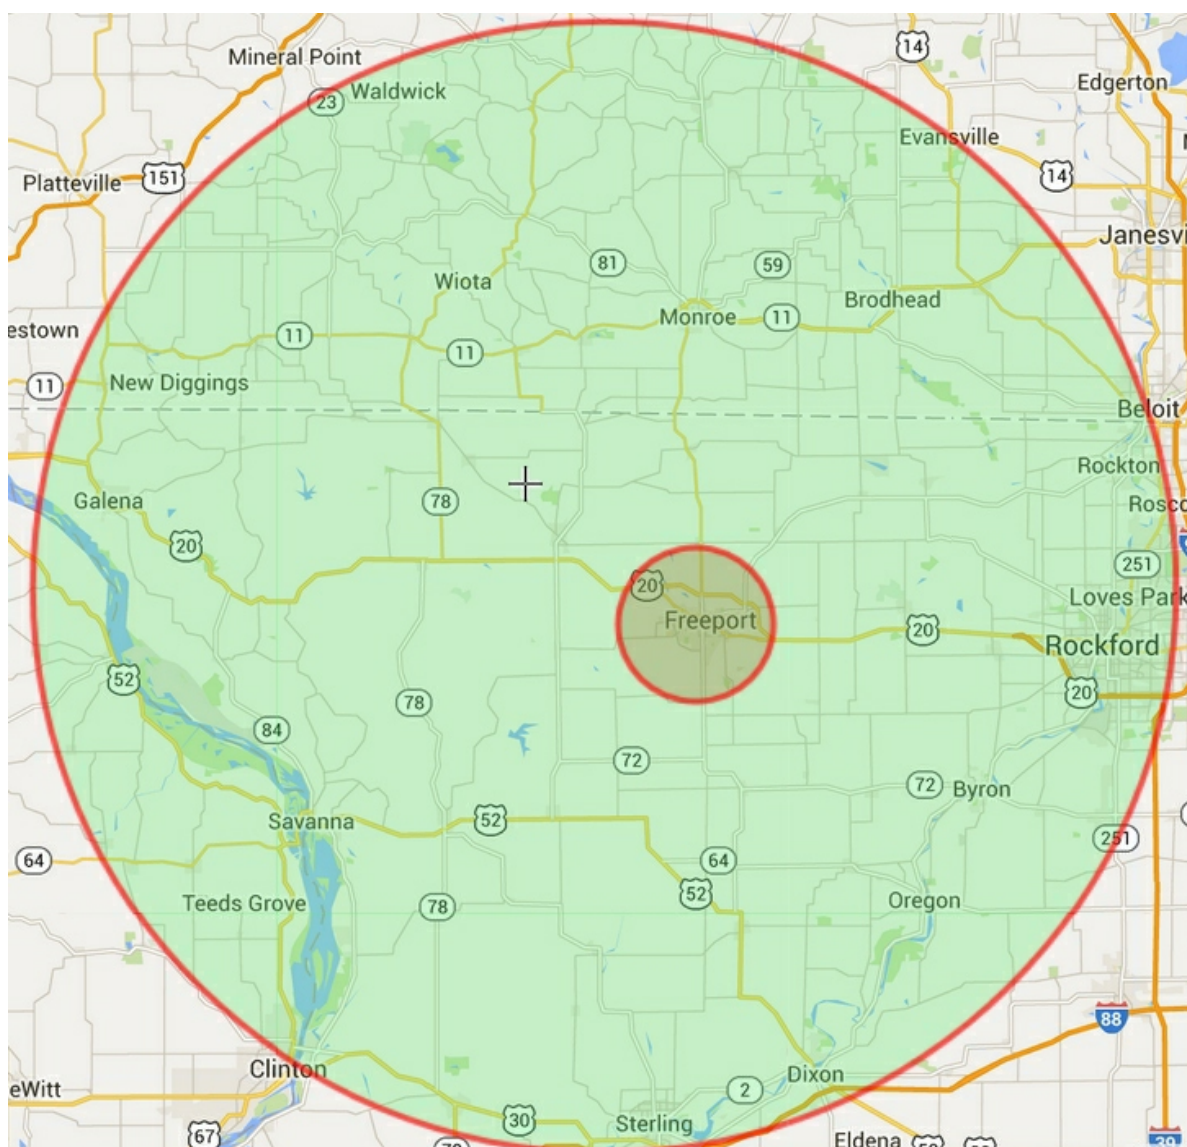 14
Mineral Point
Edgerton
Waldwick
23
Evansville
151
14
Platteville
Janesvi
81
59
Wiota
Brodhead
Monroe
11
estown
11
11
New Diggings
11
Beloit
Rockton
Galena
78
Rosco
20
251
20
Loves Park
Freeport
20
Rockford
52
20
78
84
72
72
Byron
Savanna
52
251
64
64
52
Oregon
Teeds Grove
78
88
Clinton
Dixon
eWitt
2
30
Sterling
67
Eldena
39